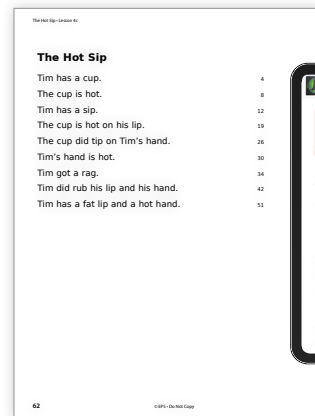 The Hot Sip • Lesson 4c
The Hot Sip
Tim has a cup. 4
The cup is hot. 8
Tim has a sip. 12
The cup is hot on his lip. 19
The cup did tip on Tim's hand. 26
Tim's hand is hot. 30
Tim got a rag. 34
Tim did rub his lip and his hand. 42
Tim has a fat lip and a hot hand. 51
62 ©EPS • Do Not Copy